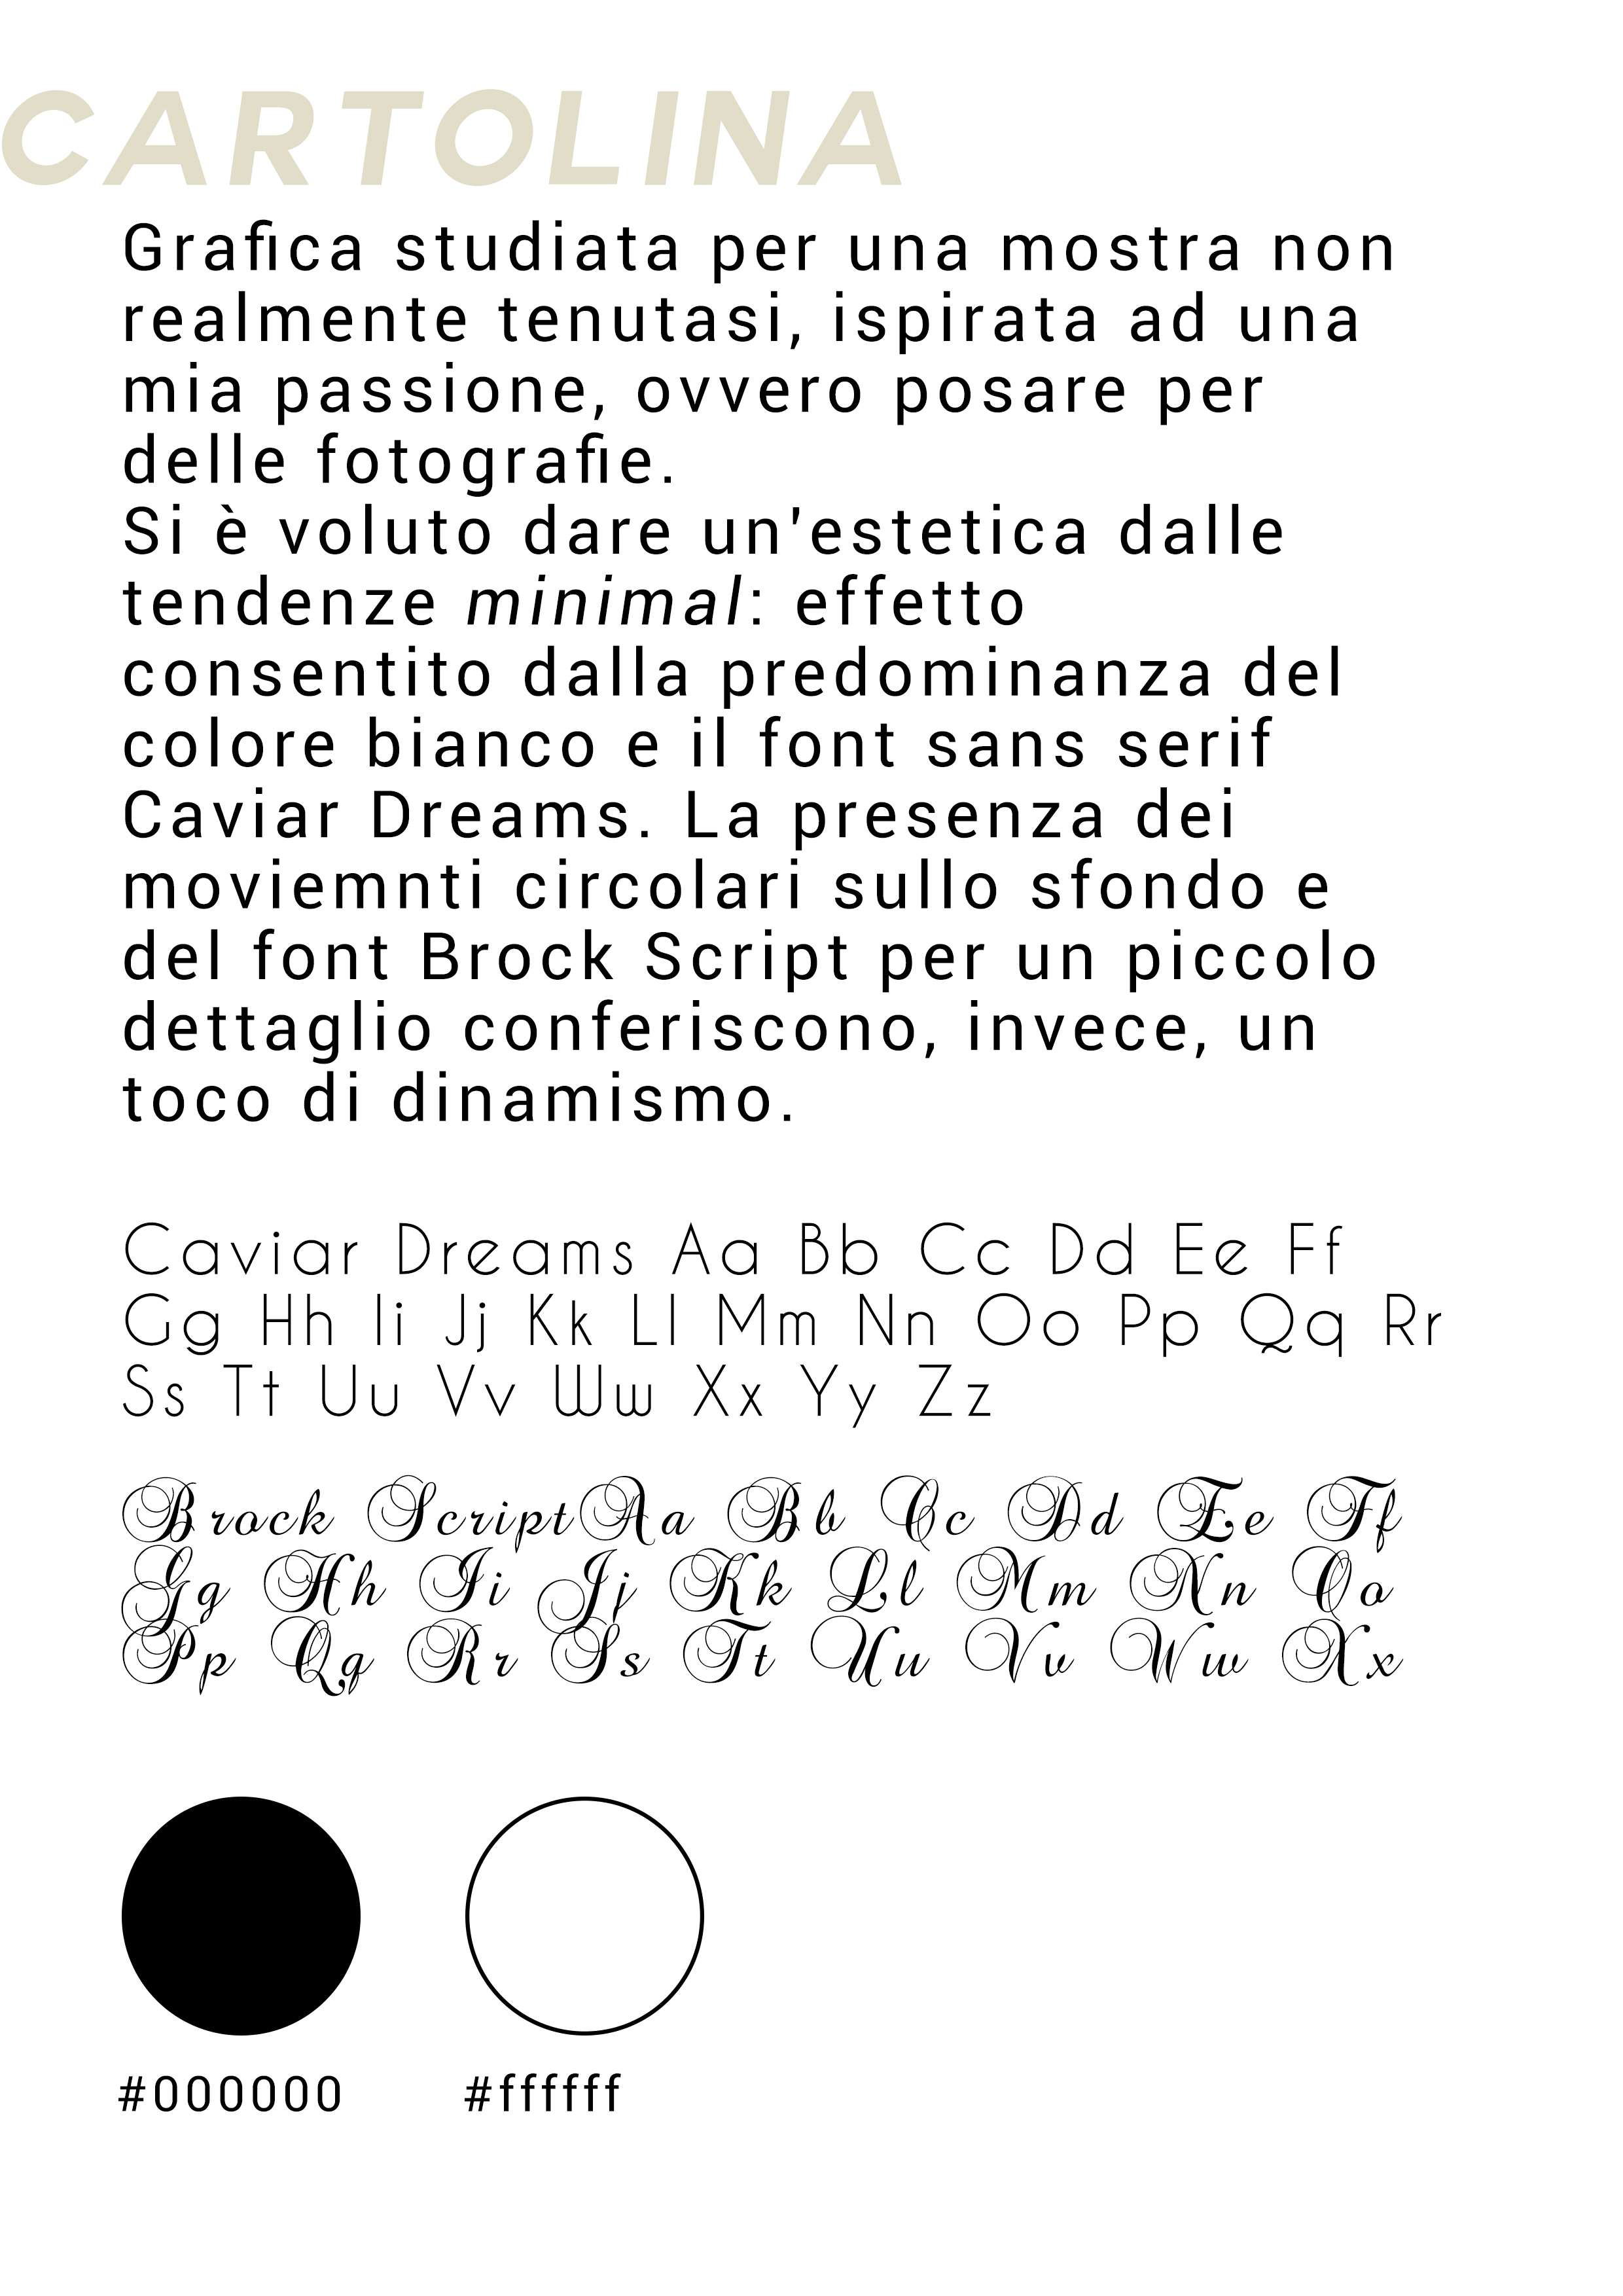 CARTOLINA
Grafica studiata per una mostra non
realmente tenutasi, ispirata ad una
mia passione, ovvero posare per
delle fotografie.
Si è voluto dare un'estetica dalle
tendenze minimal: effetto
consentito dalla predominanza del
colore bianco e il font sans serif
Caviar Dreams. La presenza dei
moviemnti circolari sullo sfondo e
del font Brock Script per un piccolo
dettaglio conferiscono, invece, un
toco di dinamismo.
Caviar Dreams Aa Bb Cc Dd Ee Ff
Gg Hh Ii Jj Kk Ll Mm Nn Oo Pp Qq Rr
Ss Tt Uu Vv Ww Xx Yy Zz
Brock ScriptAa Bb Cc Dd Ee Ff
Gg Hh Ii Jj Kk Ll Mm Nn Oo
Pp Qq Rr Ss Tt Uu Vv Ww Xx
#000000 #ffffff